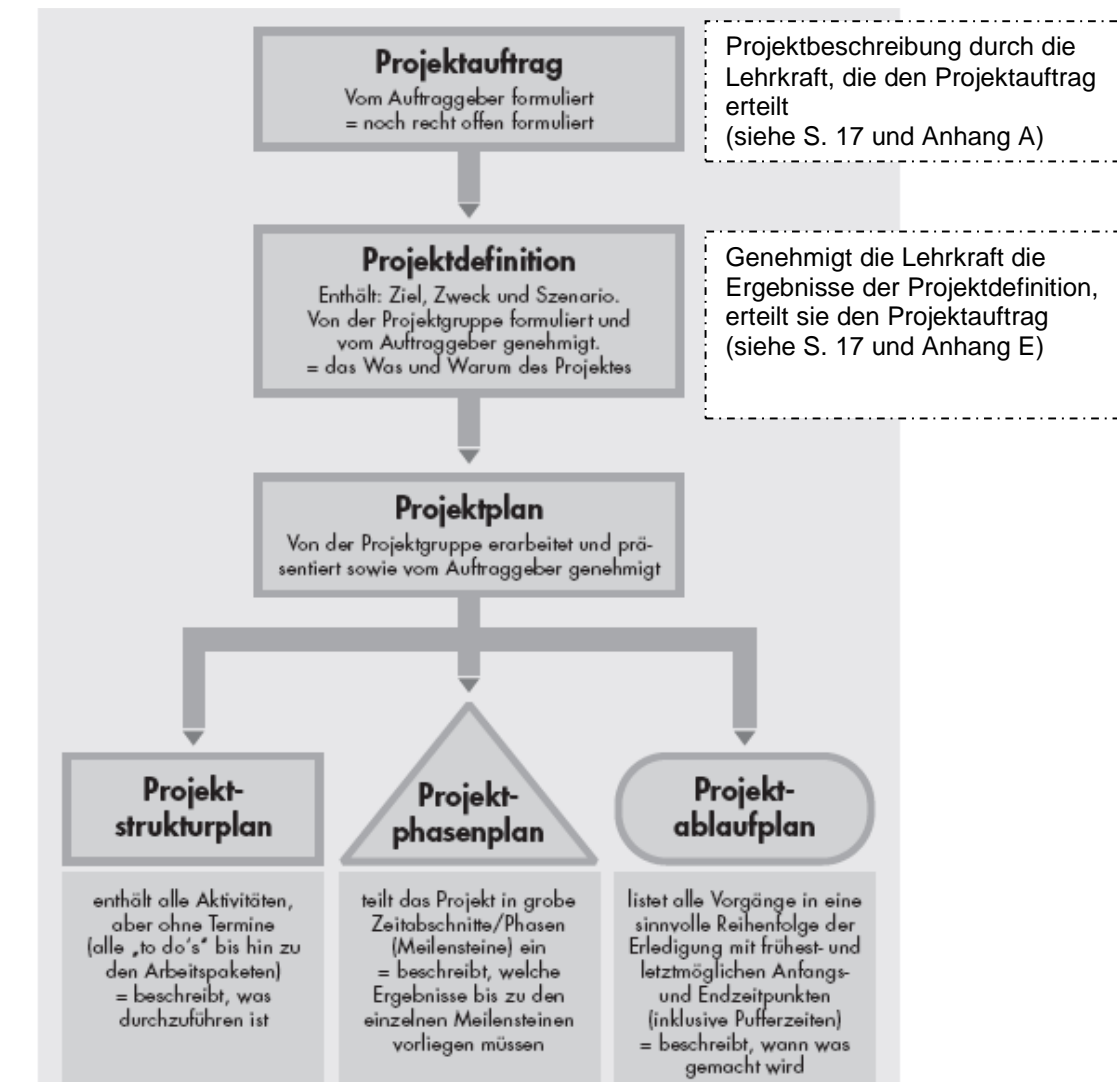 Projektauftrag
Vom Auftraggeber formuliert
= noch recht offen formuliert
Projektbeschreibung durch die
Lehrkraft, die den Projektauftrag
erteilt
(siehe S. 17 und Anhang A)
Projektdefinition
Enthält: Ziel, Zweck und Szenario.
Von der Projektgruppe formuliert und
vom Auftraggeber genehmigt.
= das Was und Warum des Projektes
Genehmigt die Lehrkraft die
Ergebnisse der Projektdefinition,
erteilt sie den Projektauftrag
(siehe S. 17 und Anhang E)
Projektplan
Von der Projektgruppe erarbeitet und prä-
sentiert sowie vom Auftraggeber genehmigt
Projekt-
strukturplan
enthält alle Aktivitäten,
aber ohne Termine
(alle „to do's" bis hin zu
den Arbeitspaketen)
= beschreibt, was
durchzuführen ist
Projekt-
phasenplan
teilt das Projekt in grobe
Zeitabschnitte/Phasen
(Meilensteine) ein
= beschreibt, welche
Ergebnisse bis zu den
einzelnen Meilensteinen
vorliegen müssen
Projekt-
ablaufplan
listet alle Vorgänge in eine
sinnvolle Reihenfolge der
Erledigung mit frühest- und
letztmöglichen Anfangs-
und Endzeitpunkten
(inklusive Pufferzeiten)
= beschreibt, wann was
gemacht wird